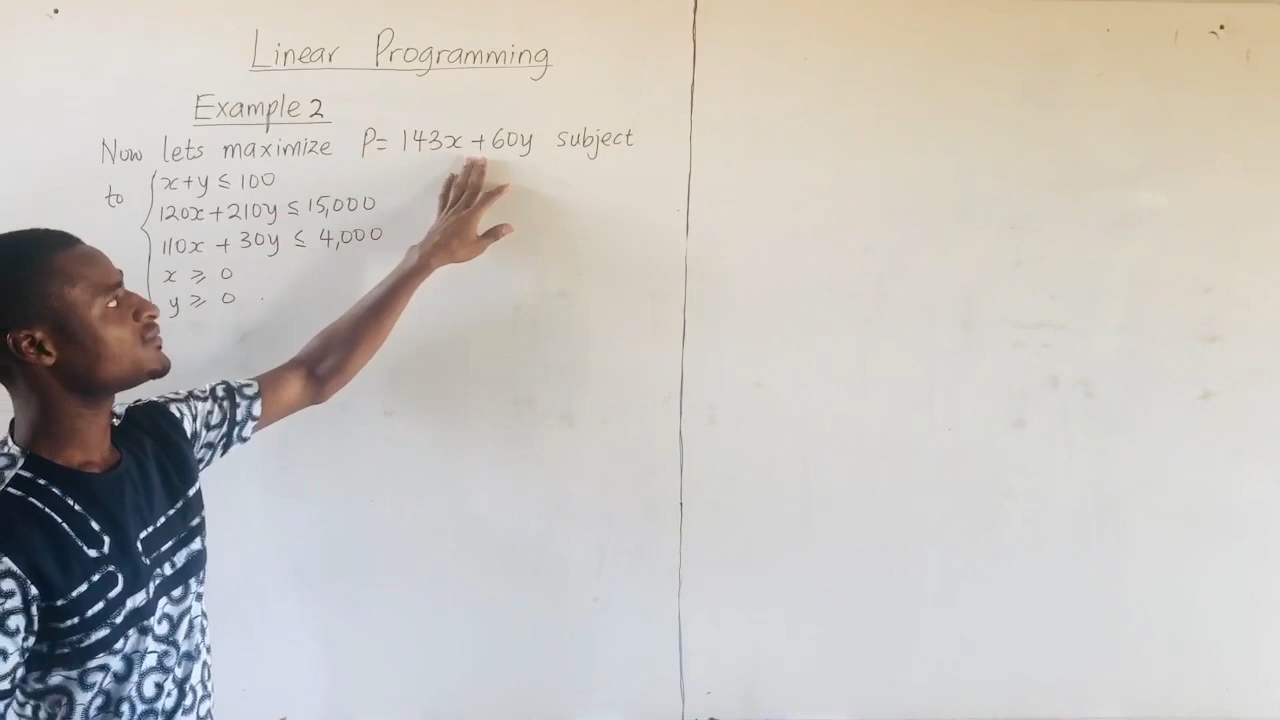 Linear Programming
Example 2
Now lets maximize P= 143x + 60y subject
to x+y ≤ 100
120x + 210y ≤ 15,000
110x + 30y ≤ 4,000
x ⩾ 0
y ⩾ 0